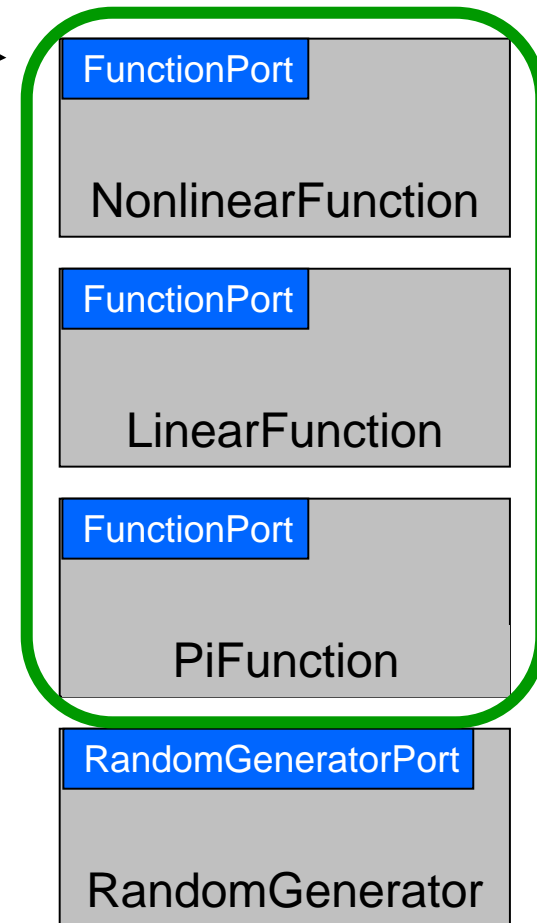 FunctionPort
NonlinearFunction
FunctionPort
LinearFunction
FunctionPort
PiFunction
RandomGeneratorPort
RandomGenerator